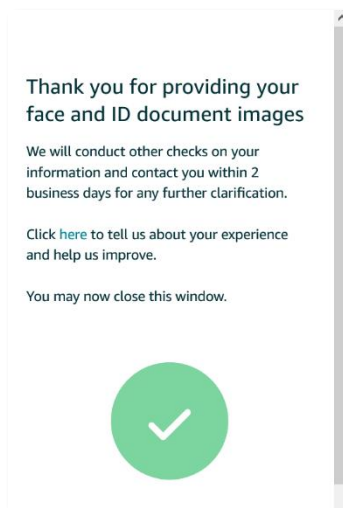 Thank you for providing your
face and ID document images
We will conduct other checks on your
information and contact you within 2
business days for any further clarification.
Click here to tell us about your experience
and help us improve.
You may now close this window.